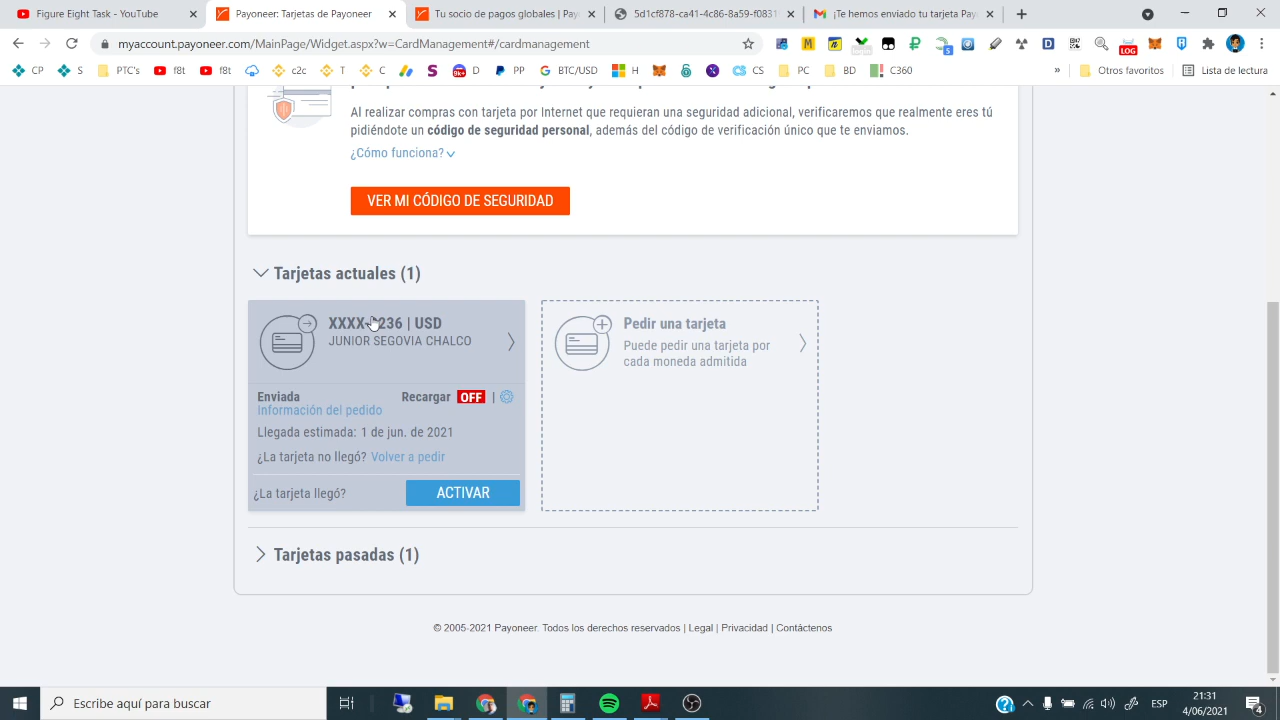 Figure Eight Task - YouTube
Payoneer: Tarjetas de Payoneer
Tu socio de pagos globales | Pay
5d1cf878-ca41-4c86-8a59-f0831
¡Te hemos enviado tu tarjeta Pay
myaccount.payoneer.com/MainPage/Widget.aspx?w=CardManagement#/cardmanagement
CP
S
PTC's
f8t
f8t
c2c
T
C
D
PP
BTC/USD
H
CS
PC
BD
C360
»
Otros favoritos
Lista de lectura
Al realizar compras con tarjeta por Internet que requieran una seguridad adicional, verificaremos que realmente eres tú
pidiéndote un código de seguridad personal, además del código de verificación único que te enviamos.
¿Cómo funciona?
VER MI CÓDIGO DE SEGURIDAD
Tarjetas actuales (1)
236 | USD
JUNIOR SEGOVIA CHALCO
Enviada
Recargar OFF |
Información del pedido
Llegada estimada: 1 de jun. de 2021
¿La tarjeta no llegó? Volver a pedir
¿La tarjeta llegó?
ACTIVAR
Pedir una tarjeta
Puede pedir una tarjeta por
cada moneda admitida
Tarjetas pasadas (1)
© 2005-2021 Payoneer. Todos los derechos reservados | Legal | Privacidad | Contáctenos
Escribe aquí para buscar
ESP
21:31
4/06/2021